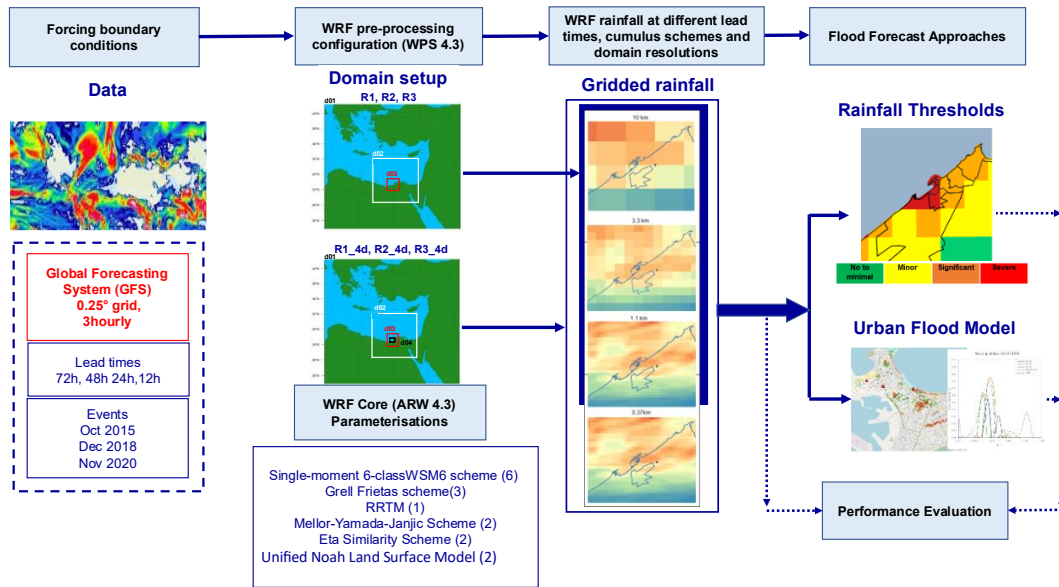 Forcing boundary
conditions
WRF pre-processing
configuration (WPS 4.3)
WRF rainfall at different lead
times, cumulus schemes and
domain resolutions
Flood Forecast Approaches
Data
Domain setup
R1, R2, R3
d01
d02
d03
Gridded rainfall
10 km
3.3 km
1.1 km
0.37km
Rainfall Thresholds
No to
minimal
Minor
Significant
Severe
Global Forecasting
System (GFS)
0.25° grid,
3hourly
Lead times
72h, 48h 24h,12h
Events
Oct 2015
Dec 2018
Nov 2020
R1_4d, R2_4d, R3_4d
d01
d02
d03
d04
WRF Core (ARW 4.3)
Parameterisations
Single-moment 6-classWSM6 scheme (6)
Grell Frietas scheme(3)
RRTM (1)
Mellor-Yamada-Janjic Scheme (2)
Eta Similarity Scheme (2)
Unified Noah Land Surface Model (2)
Urban Flood Model
Performance Evaluation